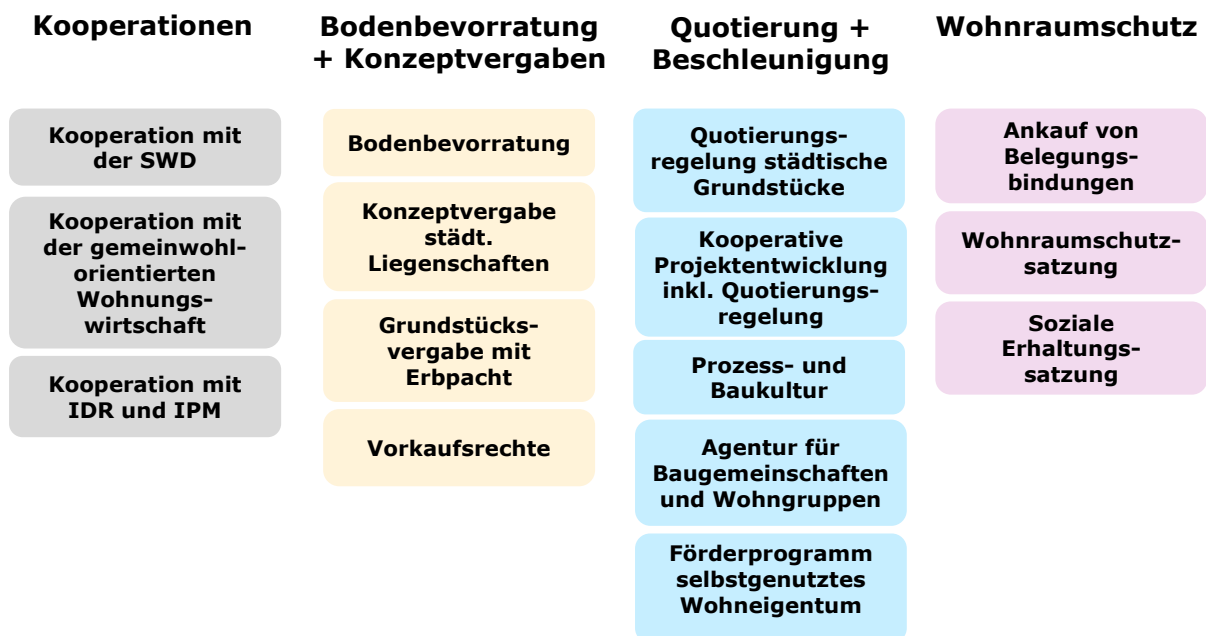 Kooperationen
Kooperation mit
der SWD
Kooperation mit
der gemeinwohl-
orientierten
Wohnungs-
wirtschaft
Kooperation mit
IDR und IPM
Bodenbevorratung
+ Konzeptvergaben
Bodenbevorratung
Konzeptvergabe
städt.
Liegenschaften
Grundstücks-
vergabe mit
Erbpacht
Vorkaufsrechte
Quotierung +
Beschleunigung
Quotierungs-
regelung städtische
Grundstücke
Kooperative
Projektentwicklung
inkl. Quotierungs-
regelung
Prozess- und
Baukultur
Agentur für
Baugemeinschaften
und Wohngruppen
Förderprogramm
selbstgenutztes
Wohneigentum
Wohnraumschutz
Ankauf von
Belegungs-
bindungen
Wohnraumschutz-
satzung
Soziale
Erhaltungs-
satzung